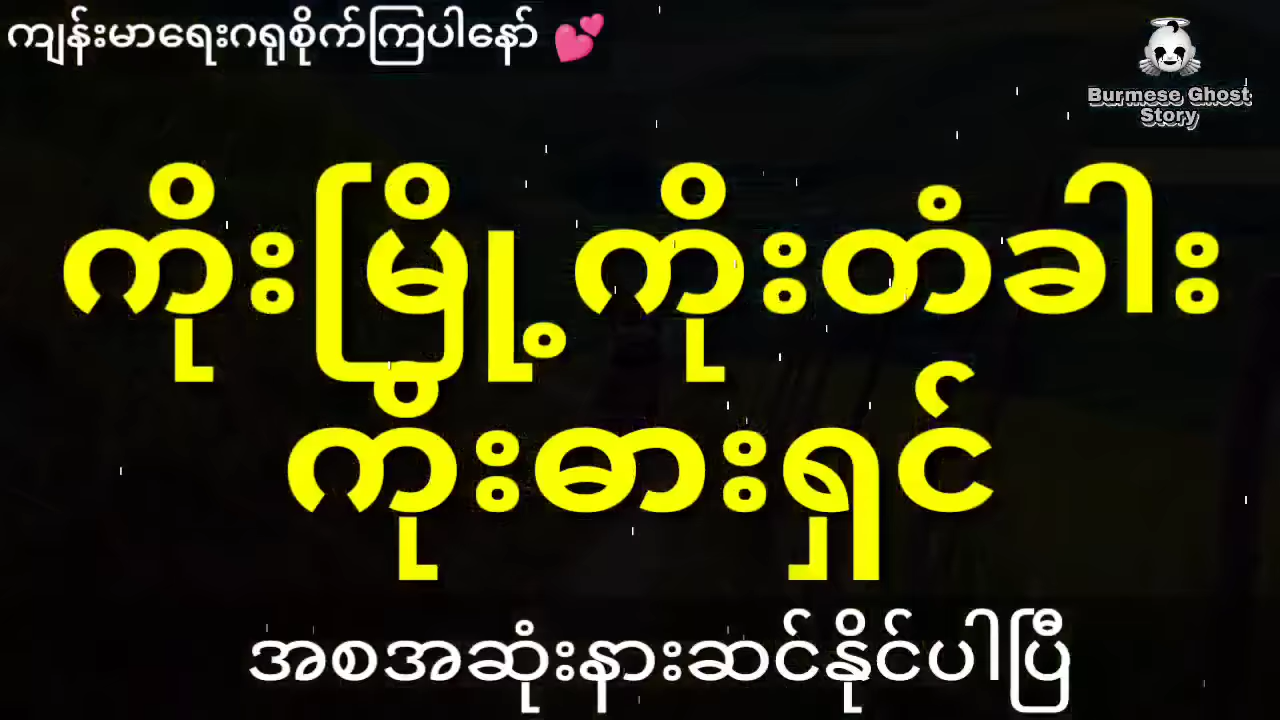 ကျန်းမာရေးဂရုစိုက်ကြပါနော် 💕
Burmese Ghost
Story
ကိုးမြို့ကိုးတံခါး
ကိုးဓားရှင်
အစအဆုံးနားဆင်နိုင်ပါပြီ